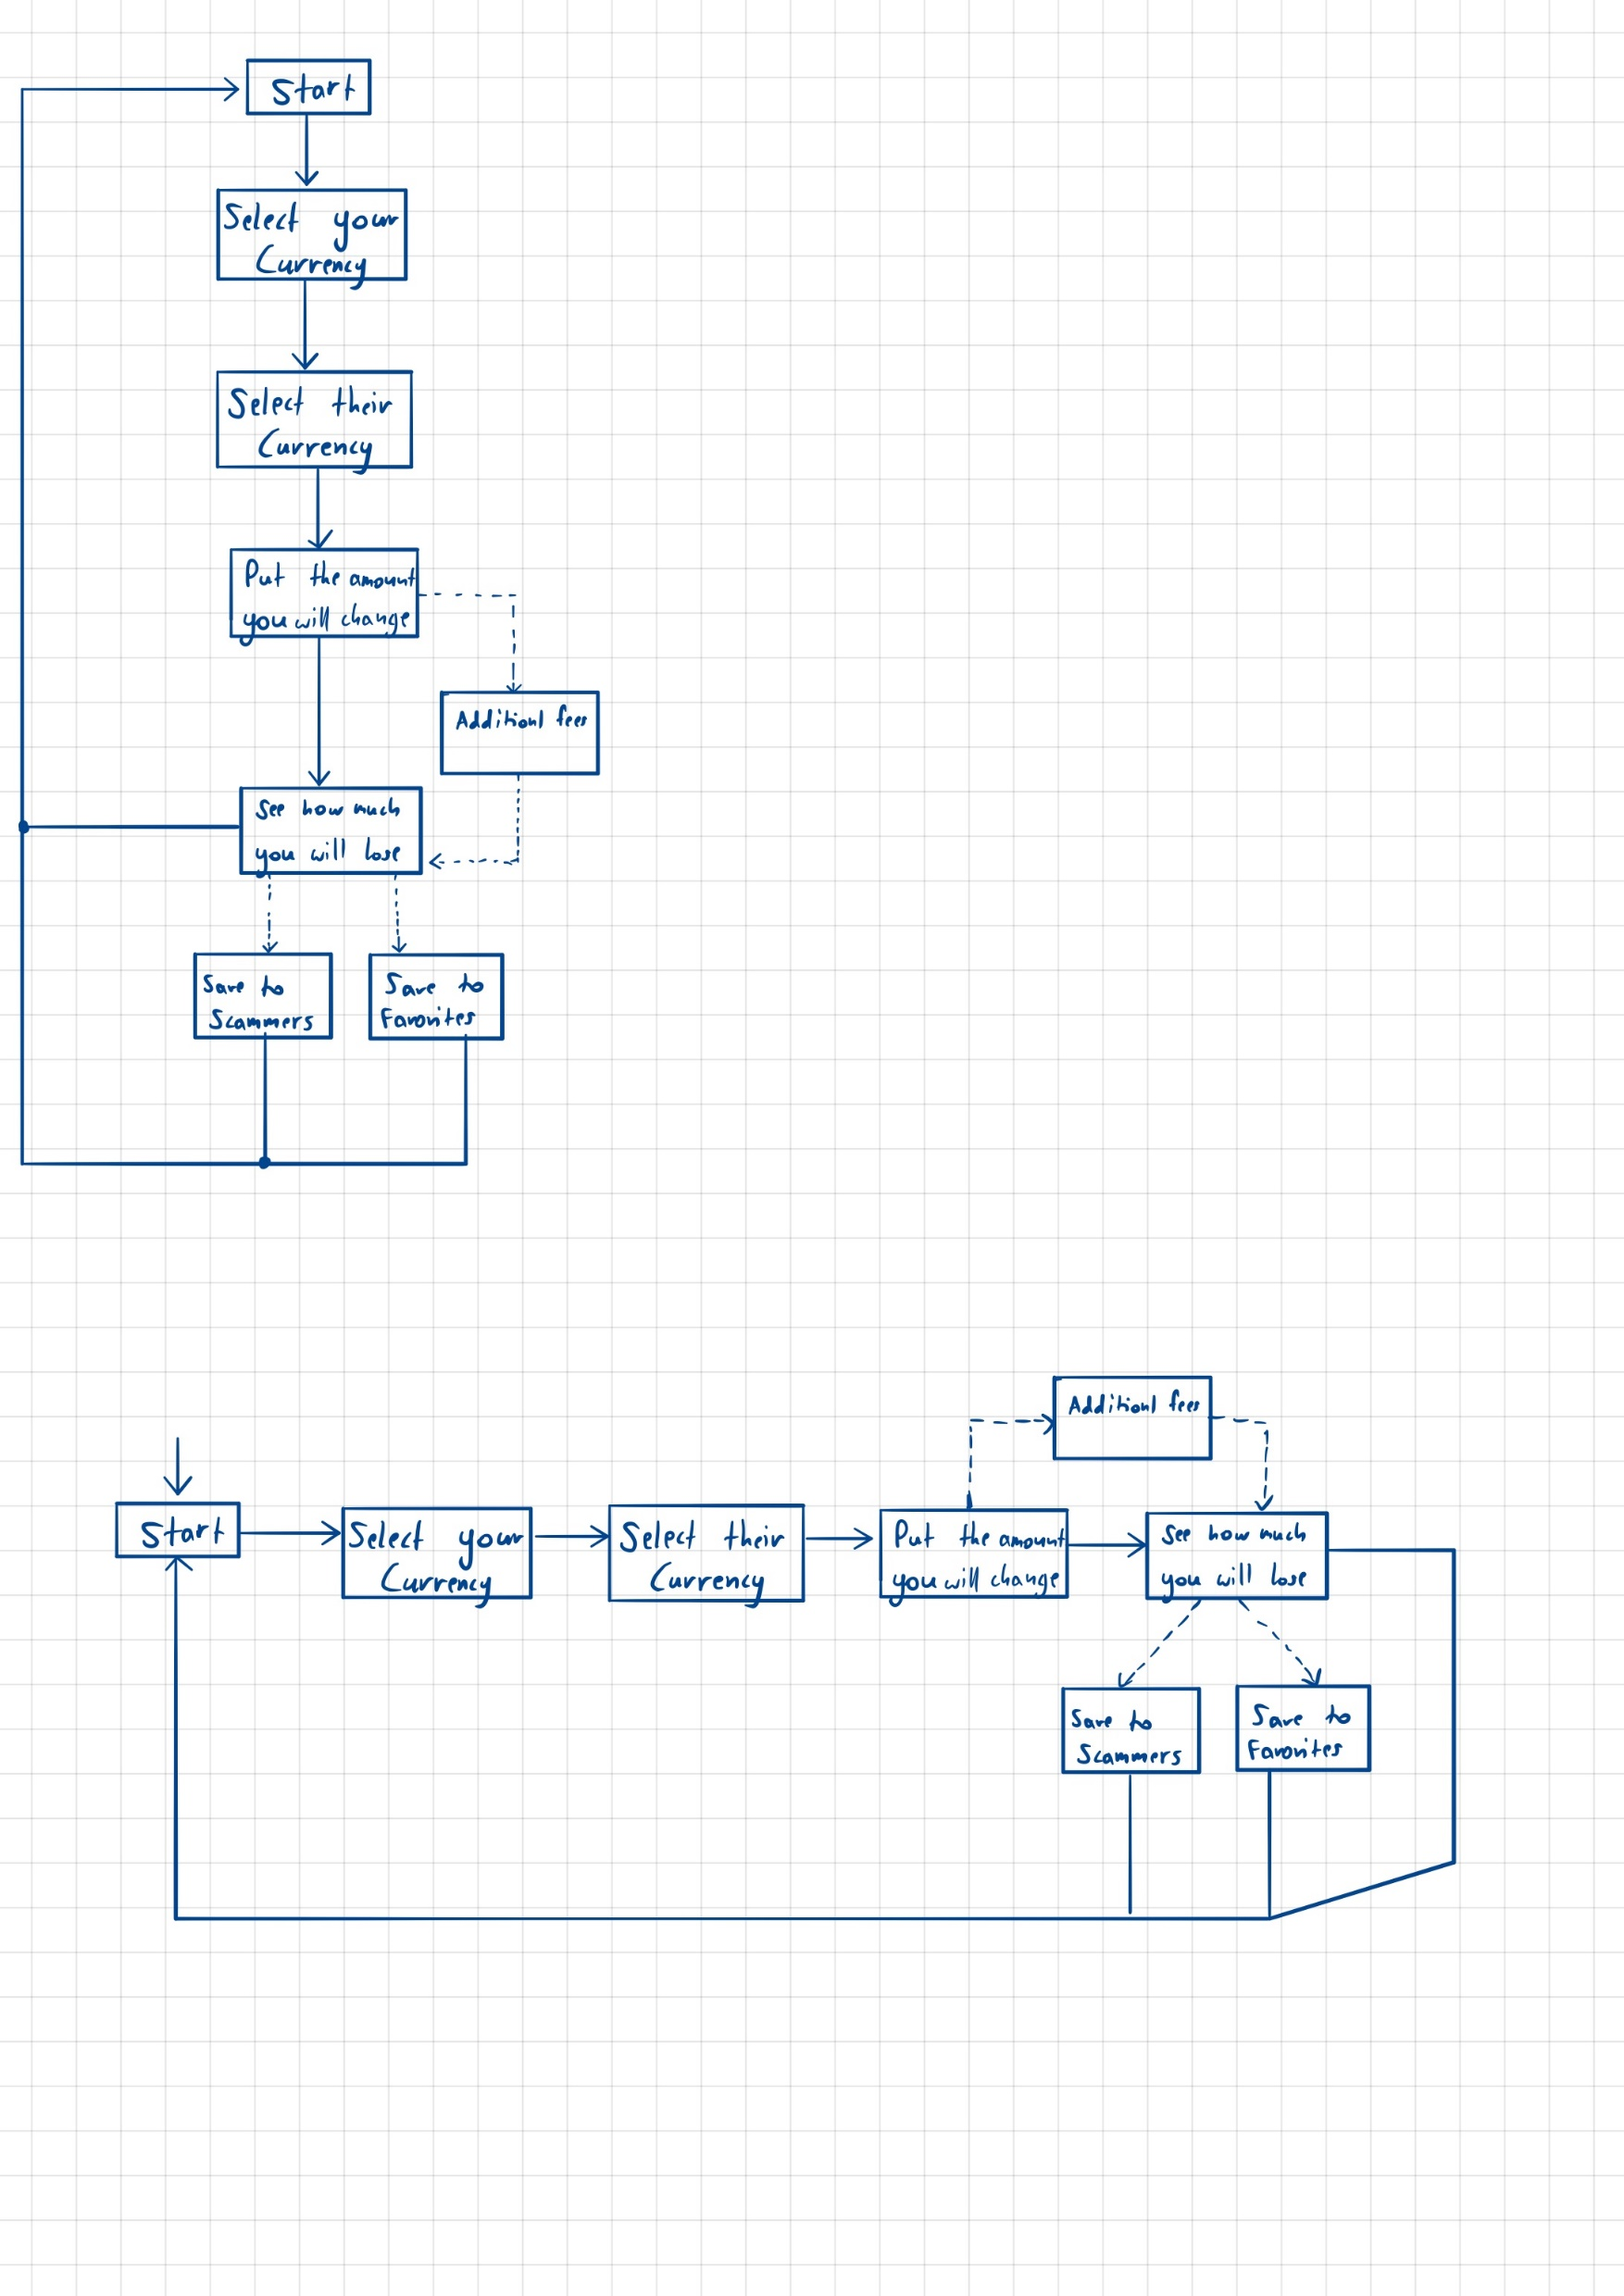 Start
Select your
Currency
Select their
Currency
Put the amount
you will change
Additionl fees
See how much
you will lose
Save to
Scammers
Save to
Favorites
Additionl fees
Start
Select your
Currency
Select their
Currency
Put the amount
you will change
See how much
you will lose
Save to
Scammers
Save to
Favorites